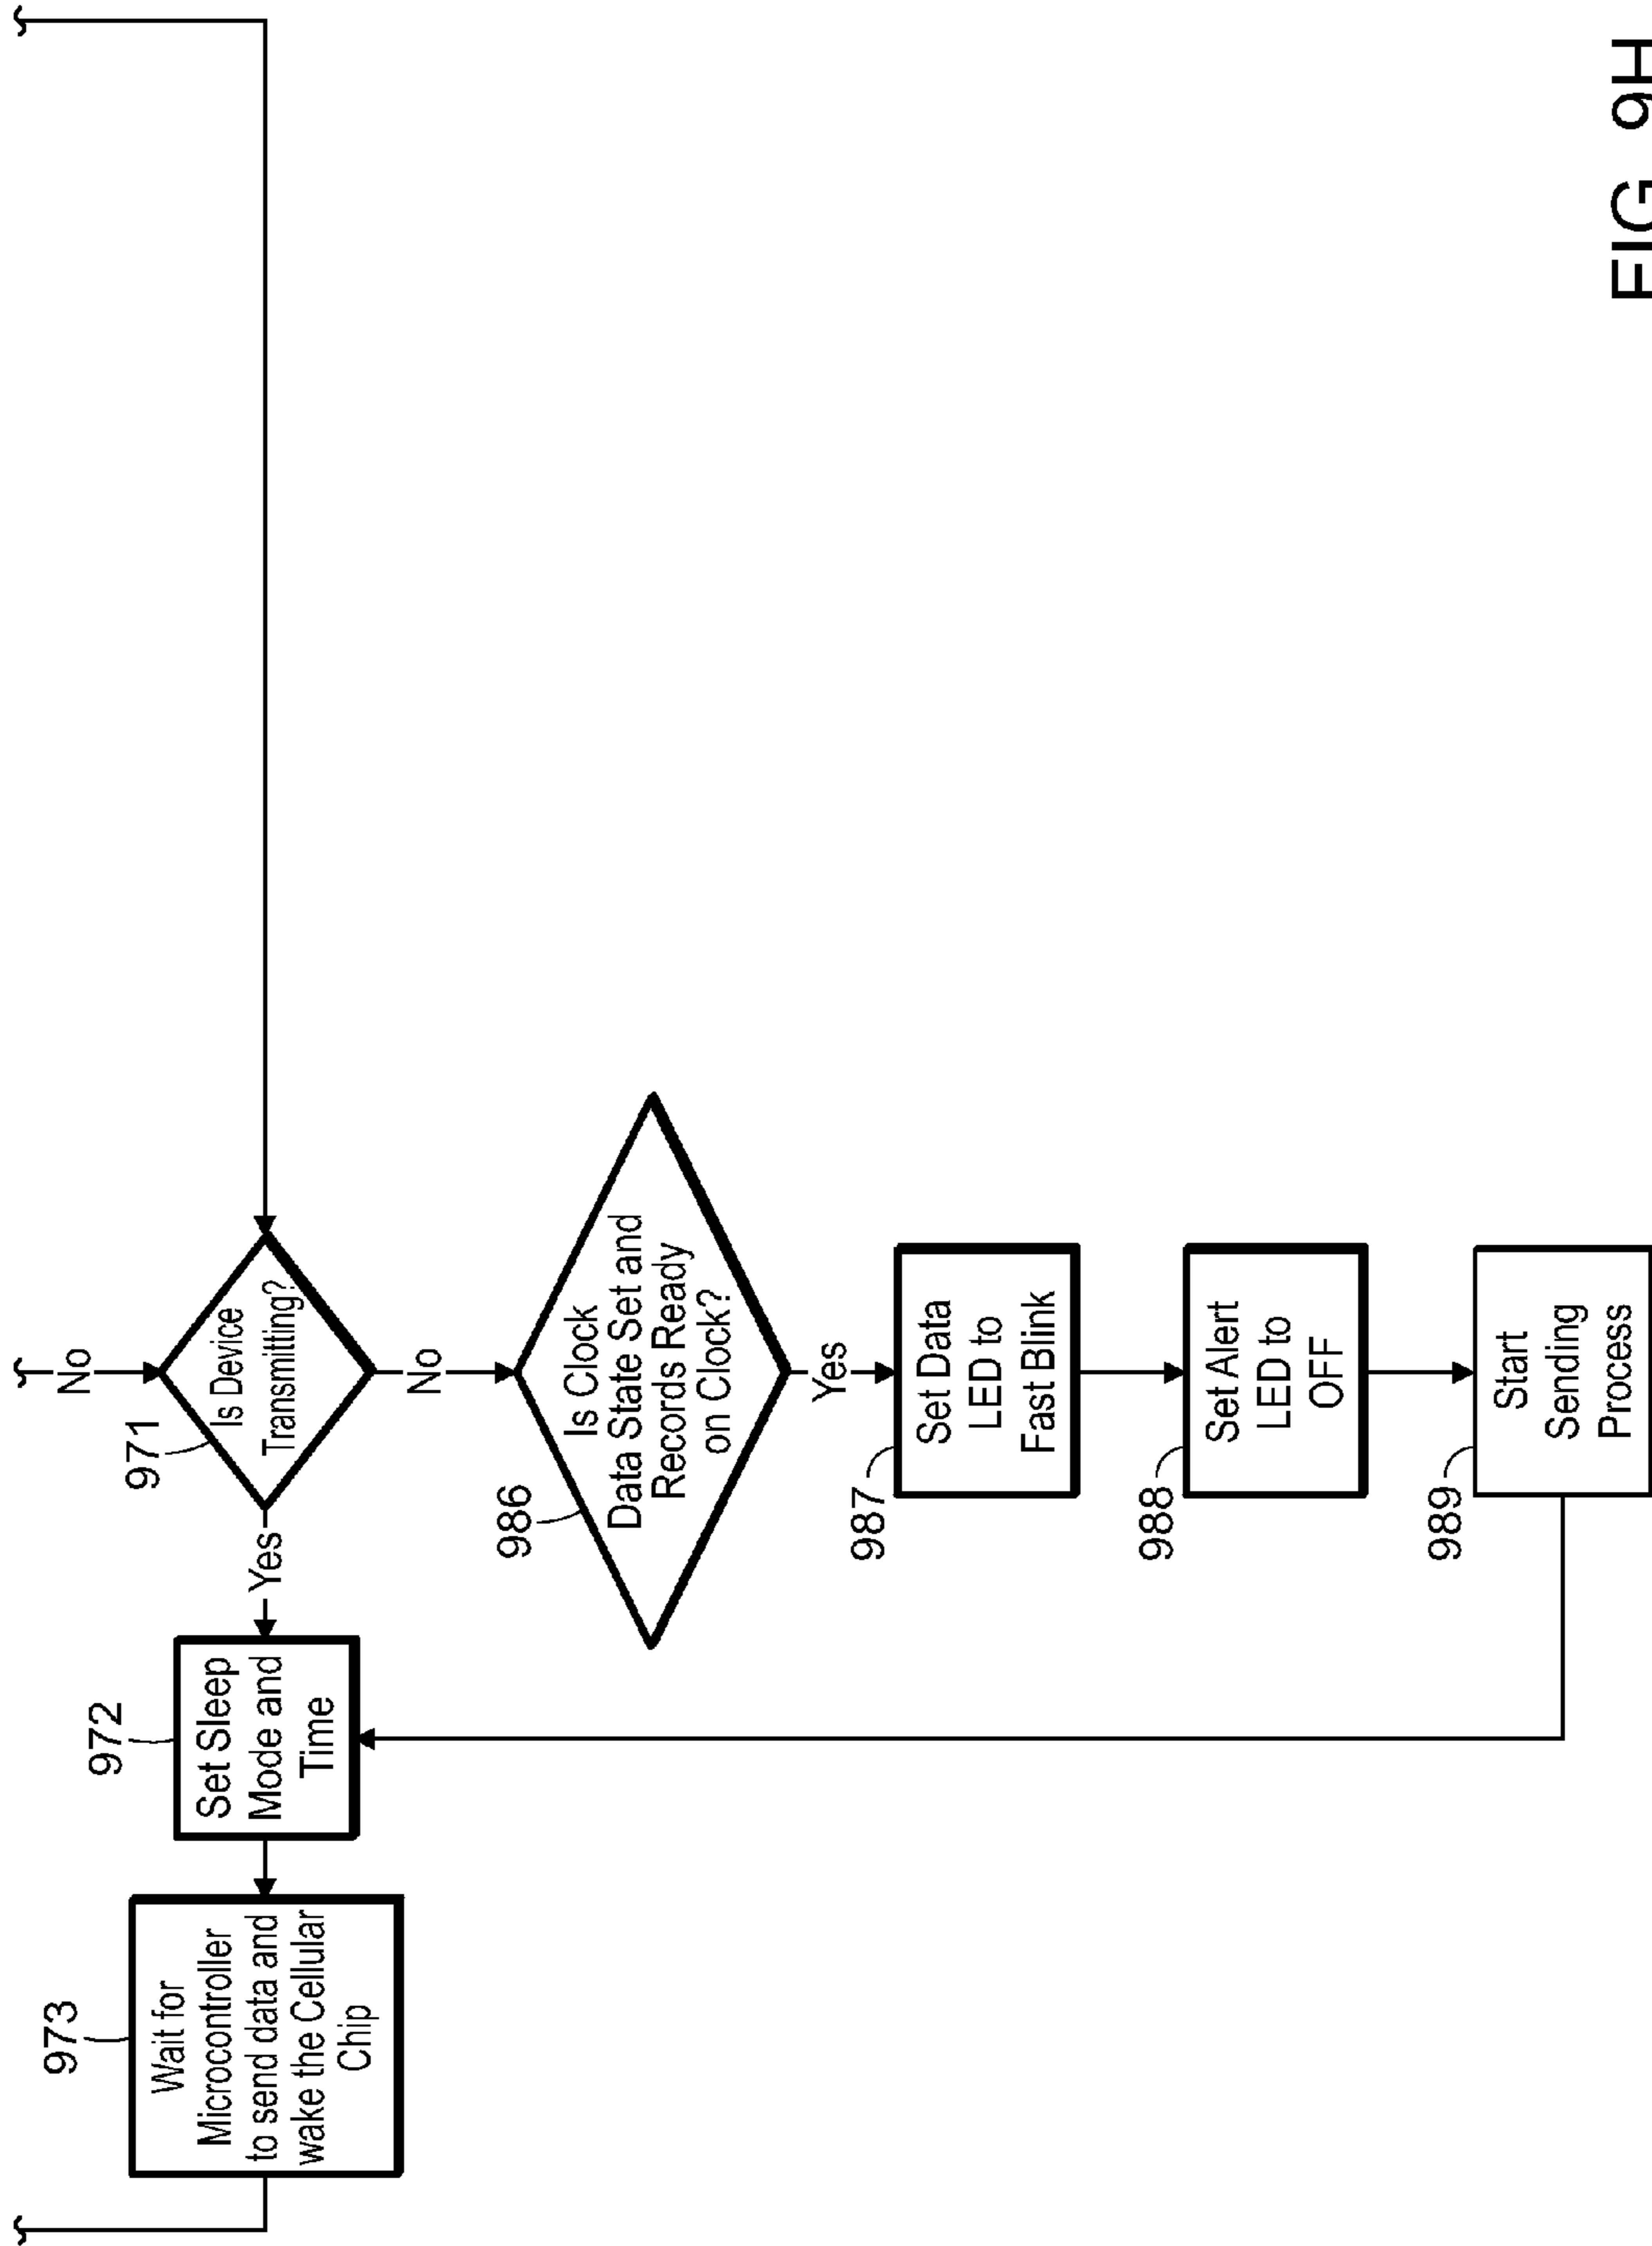 No
971
Is Device
Transmitting?
Yes
972
Set Sleep
Mode and
Time
973
Wait for
Microcontroller
to send data and
wake the Cellular
Chip
No
986
Is Clock
Data State Set and
Records Ready
on Clock?
Yes
987
Set Data
LED to
Fast Blink
988
Set Alert
LED to
OFF
989
Start
Sending
Process
FIG. 9H